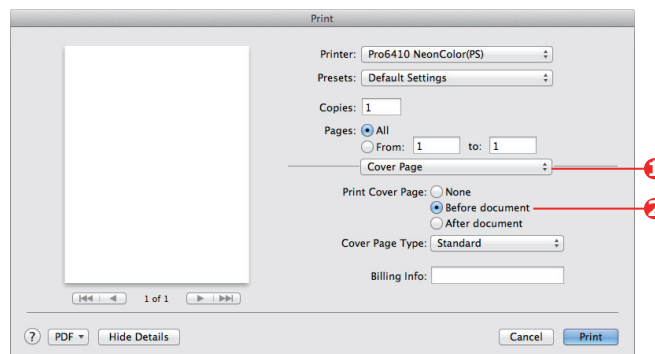 Print
Printer: Pro6410 NeonColor(PS)
Presets: Default Settings
Copies: 1
Pages: All
From: 1 to: 1
Cover Page
1
Print Cover Page: None
Before document
2
After document
Cover Page Type: Standard
Billing Info:
1 of 1
? PDF Hide Details Cancel Print